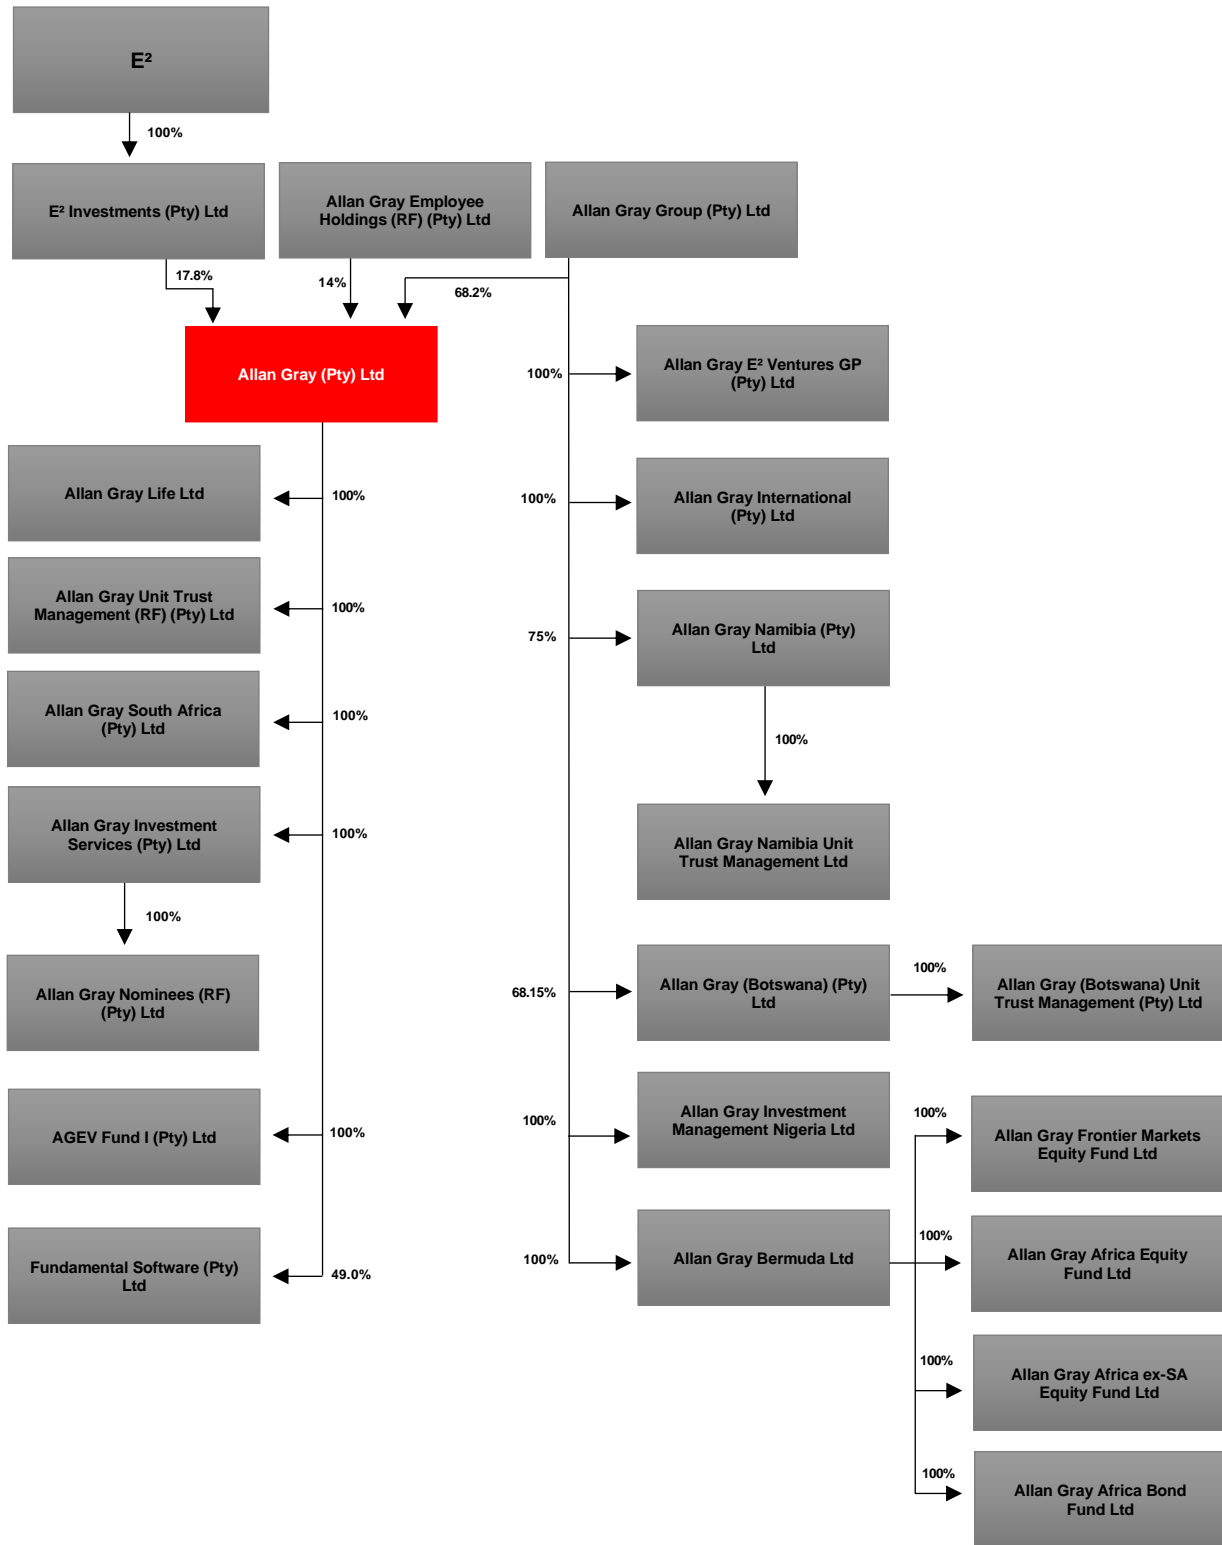 E²
100%
E² Investments (Pty) Ltd
Allan Gray Employee
Holdings (RF) (Pty) Ltd
Allan Gray Group (Pty) Ltd
17.8%
14%
68.2%
Allan Gray (Pty) Ltd
100%
Allan Gray E² Ventures GP
(Pty) Ltd
Allan Gray Life Ltd
100%
100%
Allan Gray International
(Pty) Ltd
Allan Gray Unit Trust
Management (RF) (Pty) Ltd
100%
75%
Allan Gray Namibia (Pty)
Ltd
Allan Gray South Africa
(Pty) Ltd
100%
100%
Allan Gray Investment
Services (Pty) Ltd
100%
Allan Gray Namibia Unit
Trust Management Ltd
100%
Allan Gray Nominees (RF)
(Pty) Ltd
68.15%
Allan Gray (Botswana) (Pty)
Ltd
100%
Allan Gray (Botswana) Unit
Trust Management (Pty) Ltd
AGEV Fund I (Pty) Ltd
100%
100%
Allan Gray Investment
Management Nigeria Ltd
100%
Allan Gray Frontier Markets
Equity Fund Ltd
Fundamental Software (Pty)
Ltd
49.0%
100%
Allan Gray Bermuda Ltd
100%
Allan Gray Africa Equity
Fund Ltd
100%
Allan Gray Africa ex-SA
Equity Fund Ltd
100%
Allan Gray Africa Bond
Fund Ltd